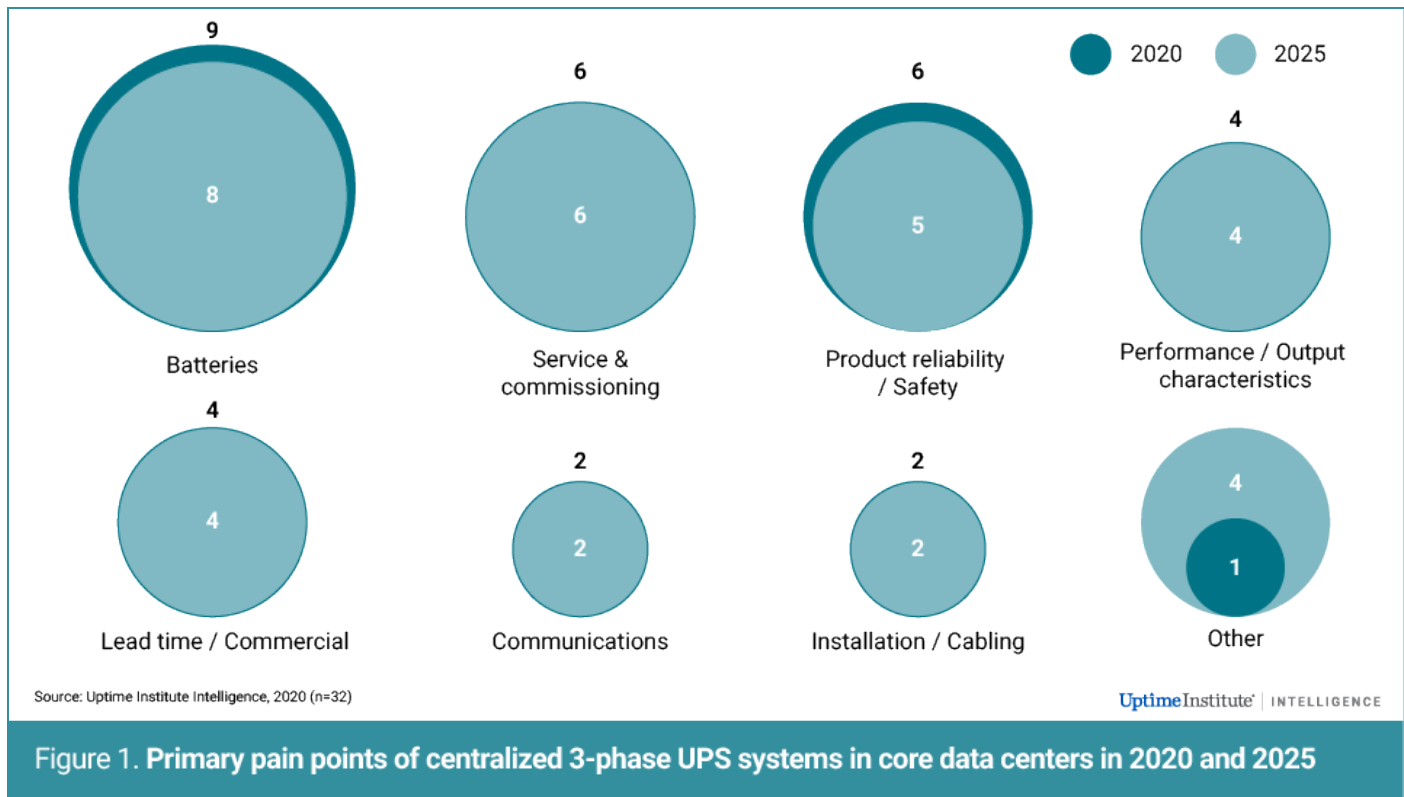 9
6
6
2020
2025
4
8
6
5
4
Batteries
Service &
commissioning
Product reliability
/ Safety
Performance / Output
characteristics
4
2
2
4
2
2
4
1
Lead time / Commercial
Communications
Installation / Cabling
Other
Source: Uptime Institute Intelligence, 2020 (n=32)
UptimeInstitute® | INTELLIGENCE
Figure 1. Primary pain points of centralized 3-phase UPS systems in core data centers in 2020 and 2025